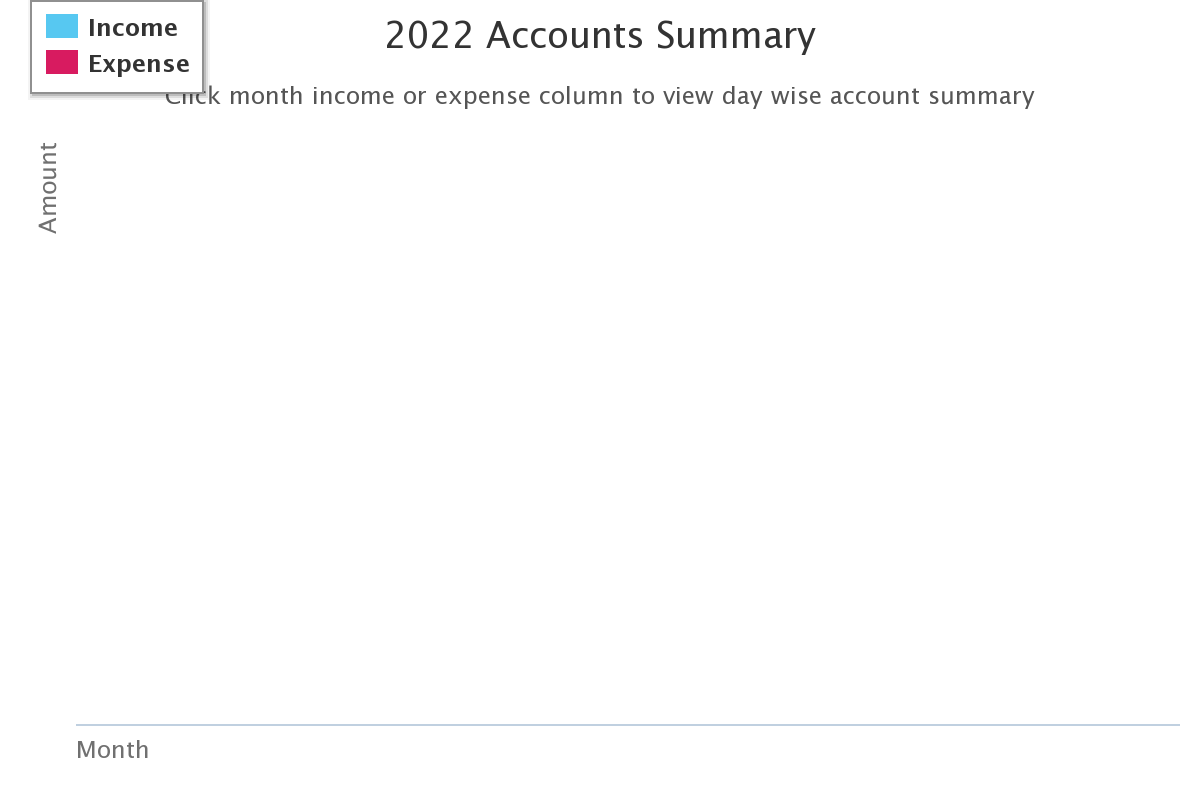 Income
Expense
2022 Accounts Summary
Click month income or expense column to view day wise account summary
Amount
Month